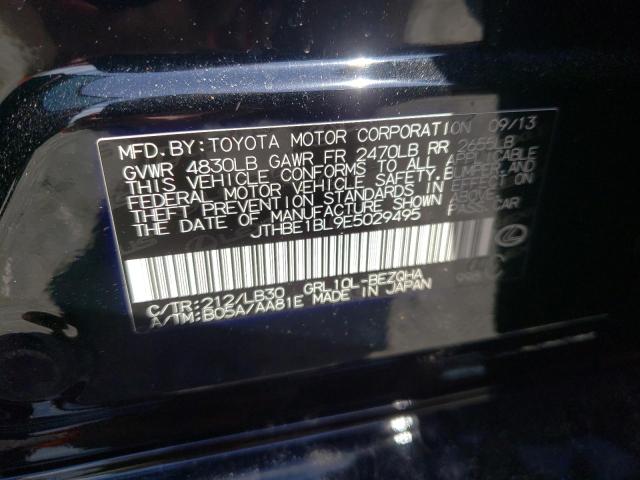 MFD.BY:TOYOTA MOTOR CORPORATION 09/13
GVWR 4830LB GAWR FR 2470LB RR 2655LB
THIS VEHICLE CONFORMS TO ALL APPLICABLE
FEDERAL MOTOR VEHICLE SAFETY, BUMPER, AND
THEFT PREVENTION STANDARDS IN EFFECT ON
THE DATE OF MANUFACTURE SHOWN ABOVE.
JTHBE1BL9E5029495
C/TR:212/LB30 GRL10L-BEZQHA
A/TM:B05A/AA81E MADE IN JAPAN